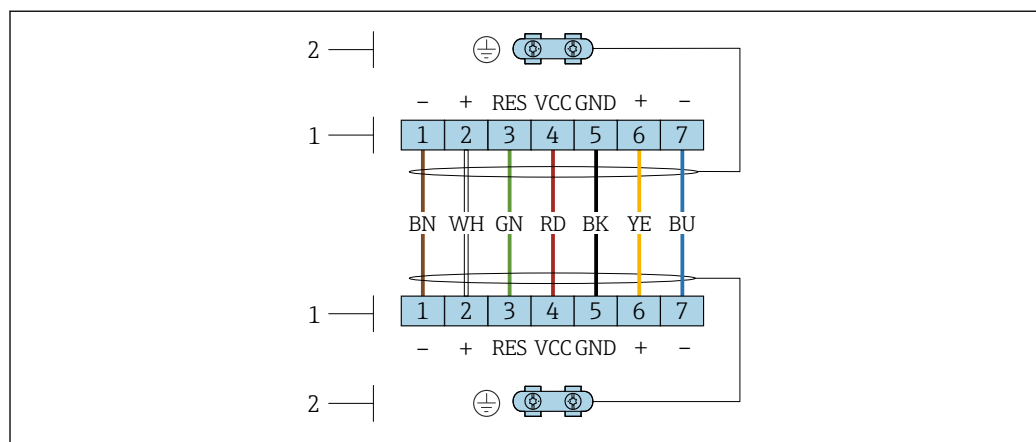 2
− + RES VCC GND + −
1 1 2 3 4 5 6 7
BN WH GN RD BK YE BU
1 1 2 3 4 5 6 7
− + RES VCC GND + −
2